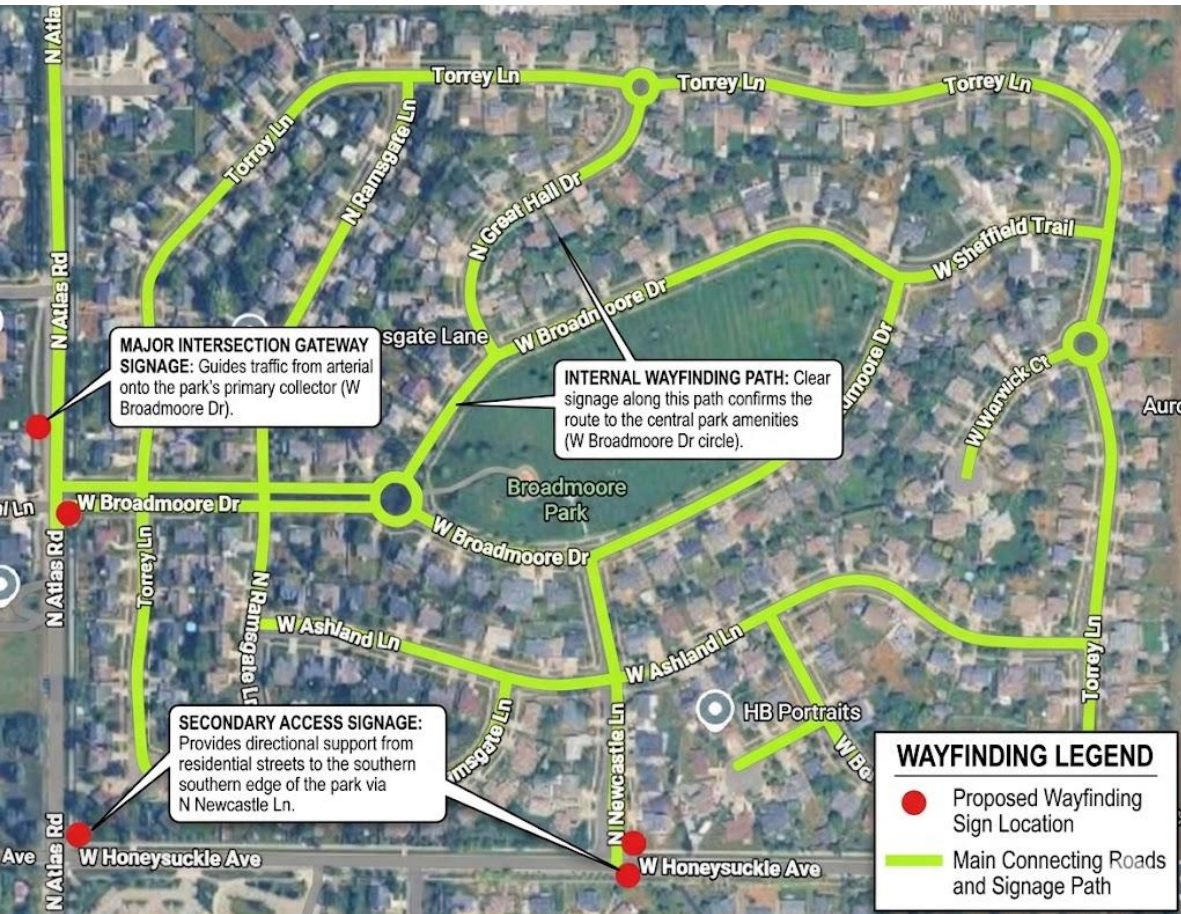 N Atla
Torrey Ln
Torrey Ln
Torrey Ln
Torrey Ln
N Ramsgate Ln
N Great Hall Dr
W Sheffield Trail
N Atlas Rd
W Broadmoore Dr
sgate Lane
MAJOR INTERSECTION GATEWAY
SIGNAGE: Guides traffic from arterial
onto the park's primary collector (W
Broadmoore Dr).
INTERNAL WAYFINDING PATH: Clear
signage along this path confirms the
route to the central park amenities
(W Broadmoore Dr circle).
moore Dr
W Warwick Ct
Auro
Broadmoore
Park
Ln
W Broadmoore Dr
W Broadmoore Dr
N Atlas Rd
Torrey Ln
N Ramsgate Ln
W Ashland Ln
W Ashland Ln
Torrey Ln
HB Portraits
SECONDARY ACCESS SIGNAGE:
Provides directional support from
residential streets to the southern
southern edge of the park via
N Newcastle Ln.
msgate Ln
N Newcastle Ln
W Be
N Atlas Rd
Ave
W Honeysuckle Ave
W Honeysuckle Ave
WAYFINDING LEGEND
Proposed Wayfinding
Sign Location
Main Connecting Roads
and Signage Path